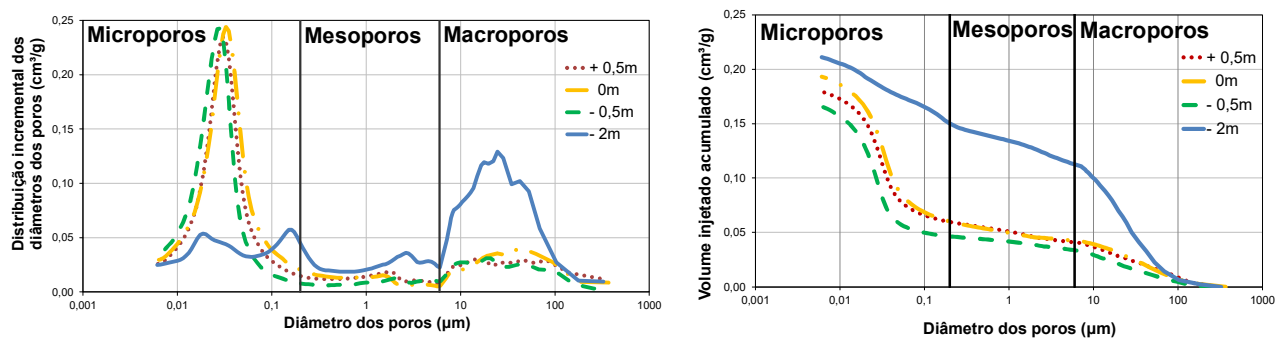 Distribuição incremental dos
diâmetros dos poros (cm³/g)
0,25
0,20
0,15
0,10
0,05
0,00
Microporos
Mesoporos
Macroporos
+ 0,5m
0m
- 0,5m
- 2m
0,001
0,01
0,1
1
10
100
1000
Diâmetro dos poros (µm)
Volume injetado acumulado (cm³/g)
0,25
0,20
0,15
0,10
0,05
0,00
Microporos
Mesoporos
Macroporos
+ 0,5m
0m
- 0,5m
- 2m
0,001
0,01
0,1
1
10
100
1000
Diâmetro dos poros (µm)